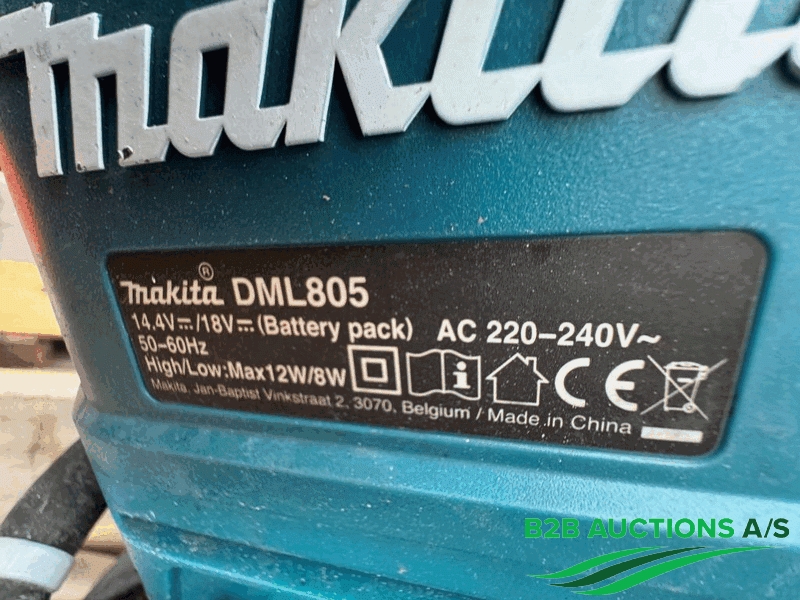 makita
makita® DML805
14.4V⎓/18V⎓(Battery pack) AC 220–240V~
50–60Hz
High/Low:Max12W/8W
Makita, Jan-Baptist Vinkstraat 2, 3070, Belgium / Made in China
B2B AUCTIONS A/S